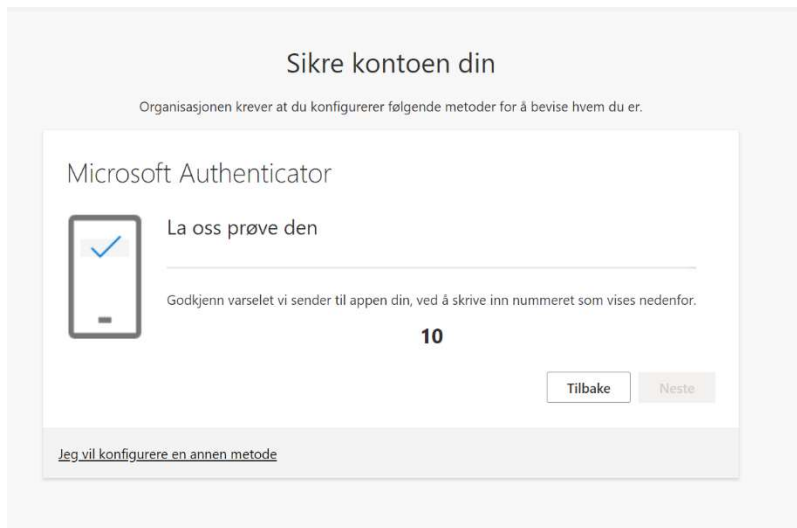 Sikre kontoen din
Organisasjonen krever at du konfigurerer følgende metoder for å bevise hvem du er.
Microsoft Authenticator
La oss prøve den
Godkjenn varselet vi sender til appen din, ved å skrive inn nummeret som vises nedenfor.
10
Tilbake
Neste
Jeg vil konfigurere en annen metode